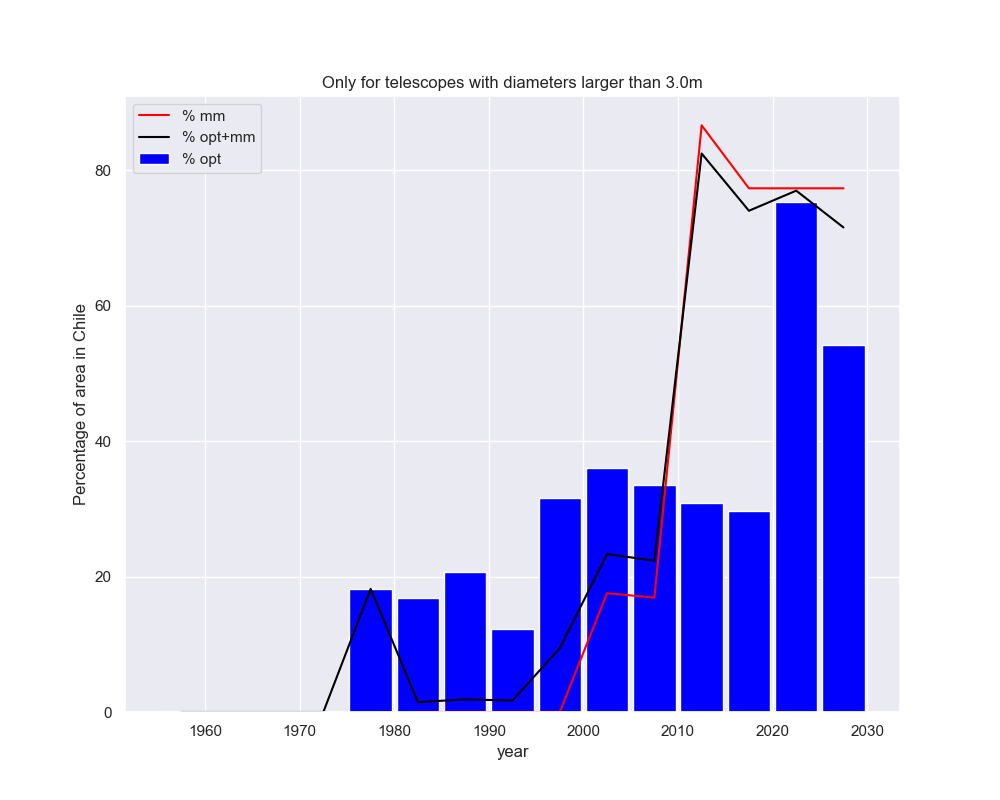 Only for telescopes with diameters larger than 3.0m
% mm
% opt+mm
% opt
Percentage of area in Chile
80
60
40
20
0
1960 1970 1980 1990 2000 2010 2020 2030
year